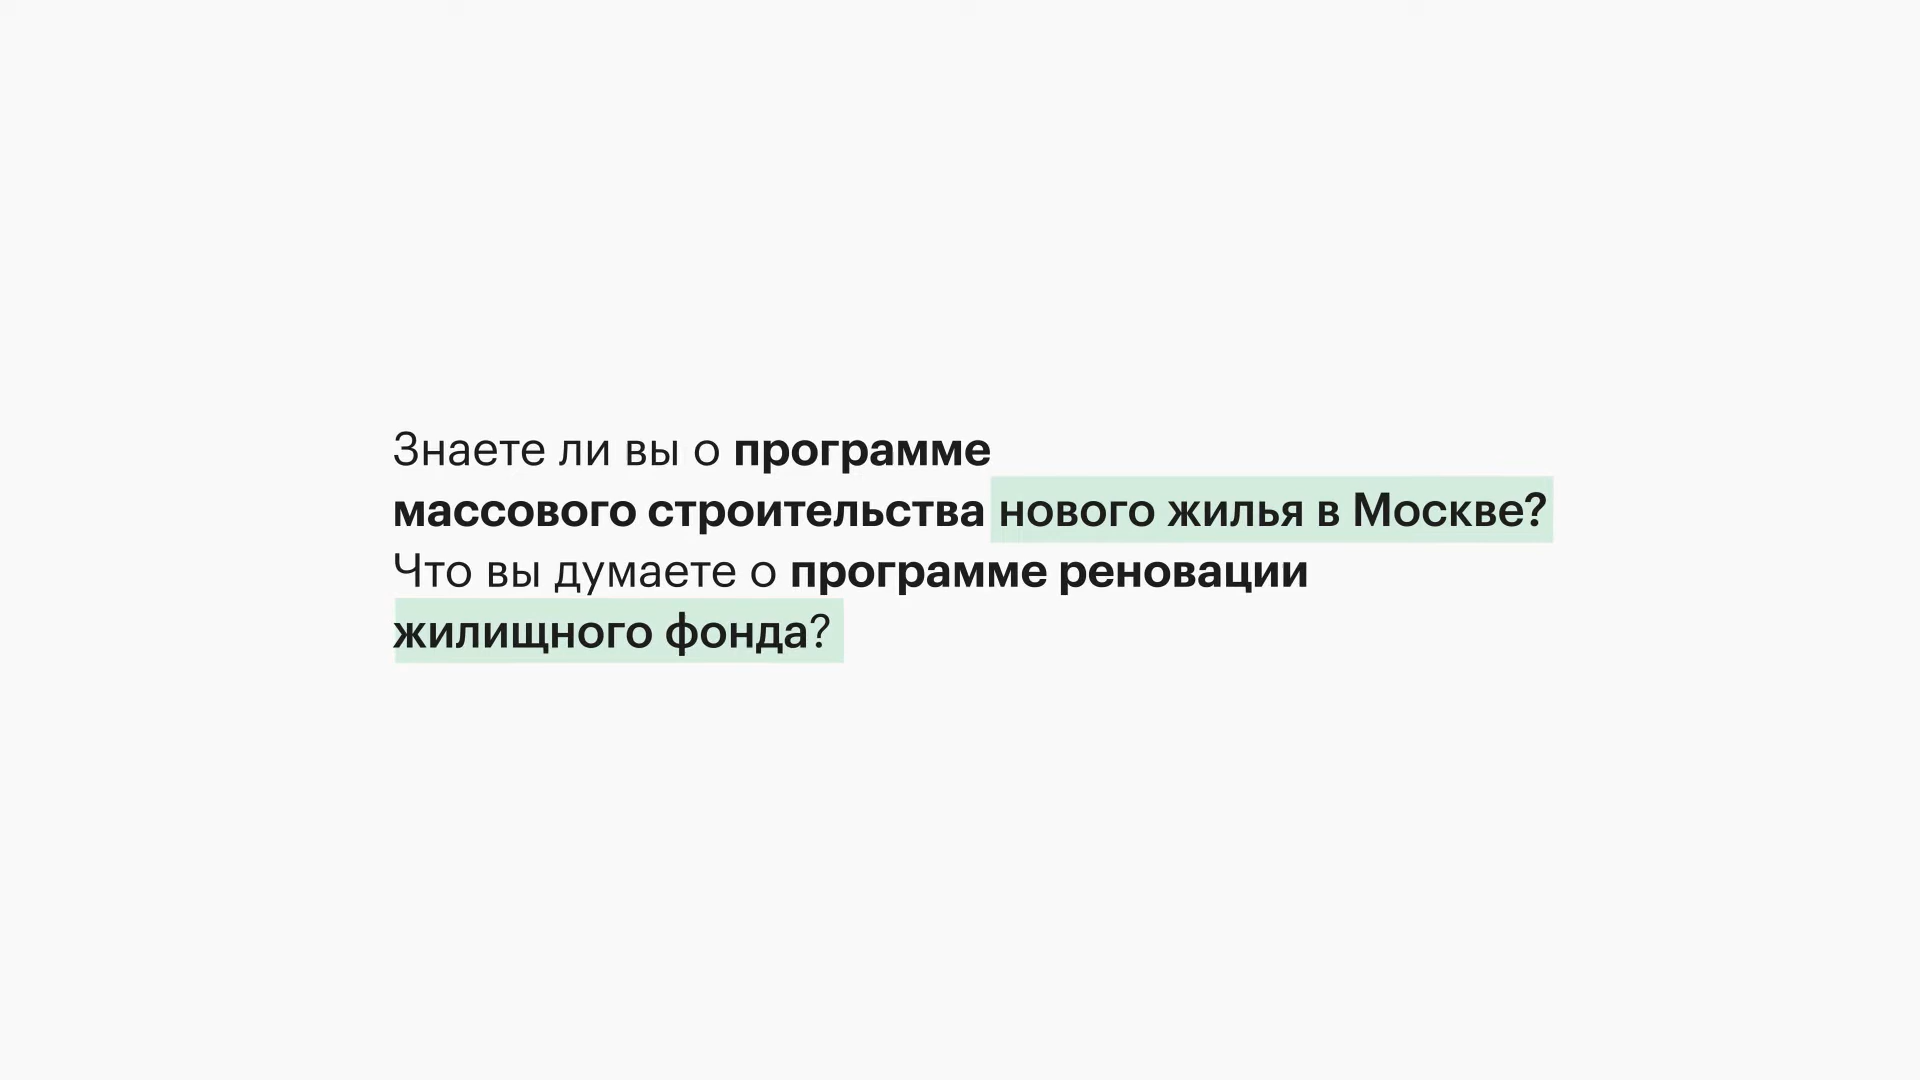 Знаете ли вы о программе
массового строительства нового жилья в Москве?
Что вы думаете о программе реновации
жилищного фонда?